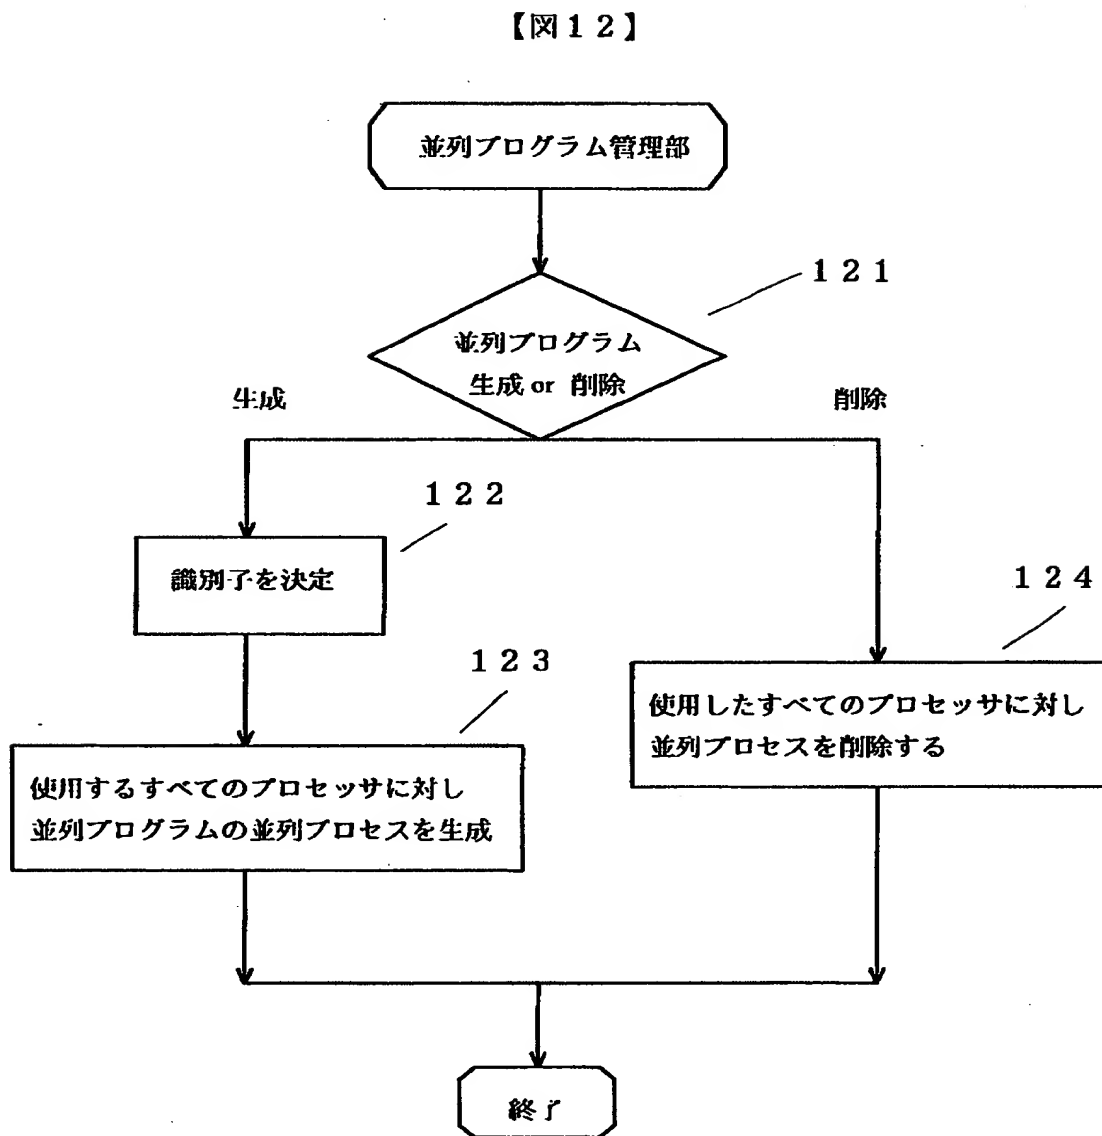 【図12】
並列プログラム管理部
121
並列プログラム
生成 or 削除
生成
削除
122
識別子を決定
124
123
使用したすべてのプロセッサに対し
並列プロセスを削除する
使用するすべてのプロセッサに対し
並列プログラムの並列プロセスを生成
終了